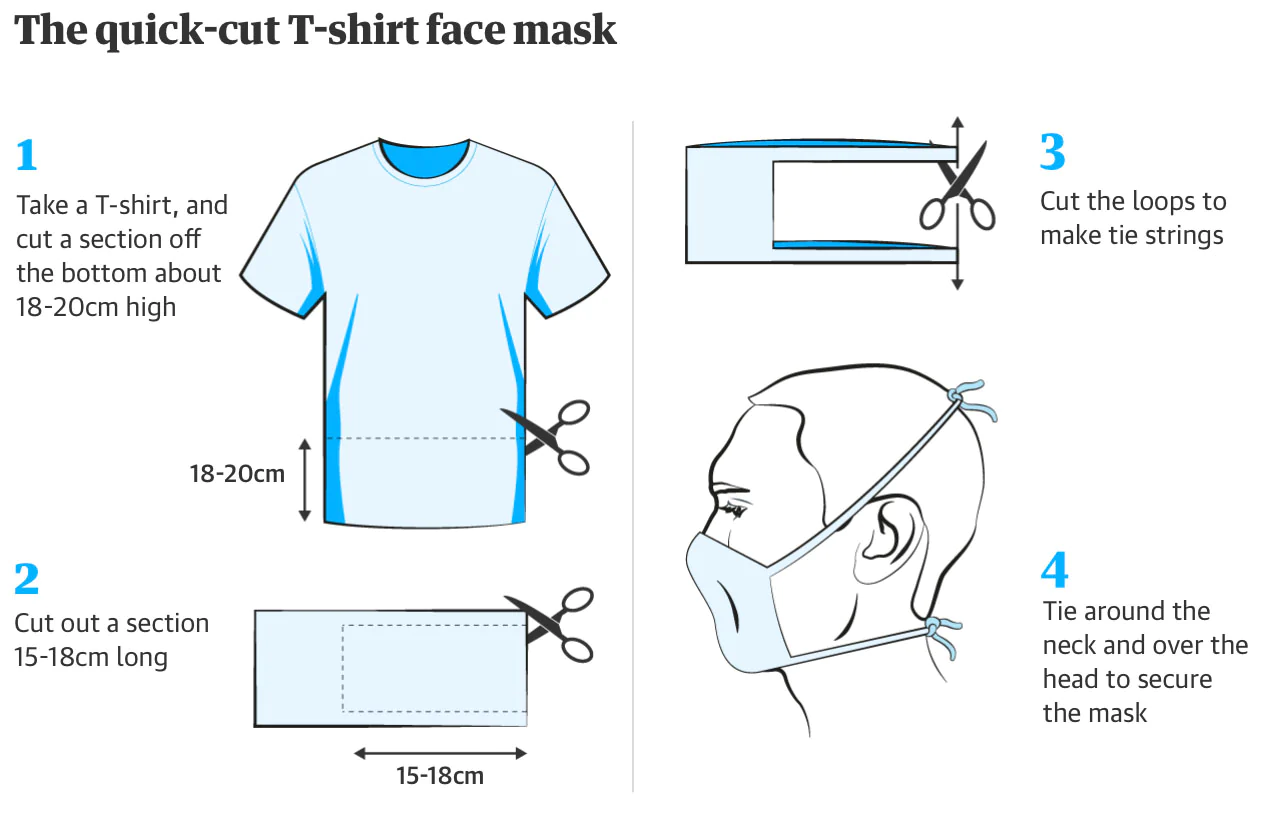 The quick-cut T-shirt face mask
1
Take a T-shirt, and
cut a section off
the bottom about
18-20cm high
18-20cm
2
Cut out a section
15-18cm long
15-18cm
3
Cut the loops to
make tie strings
4
Tie around the
neck and over the
head to secure
the mask